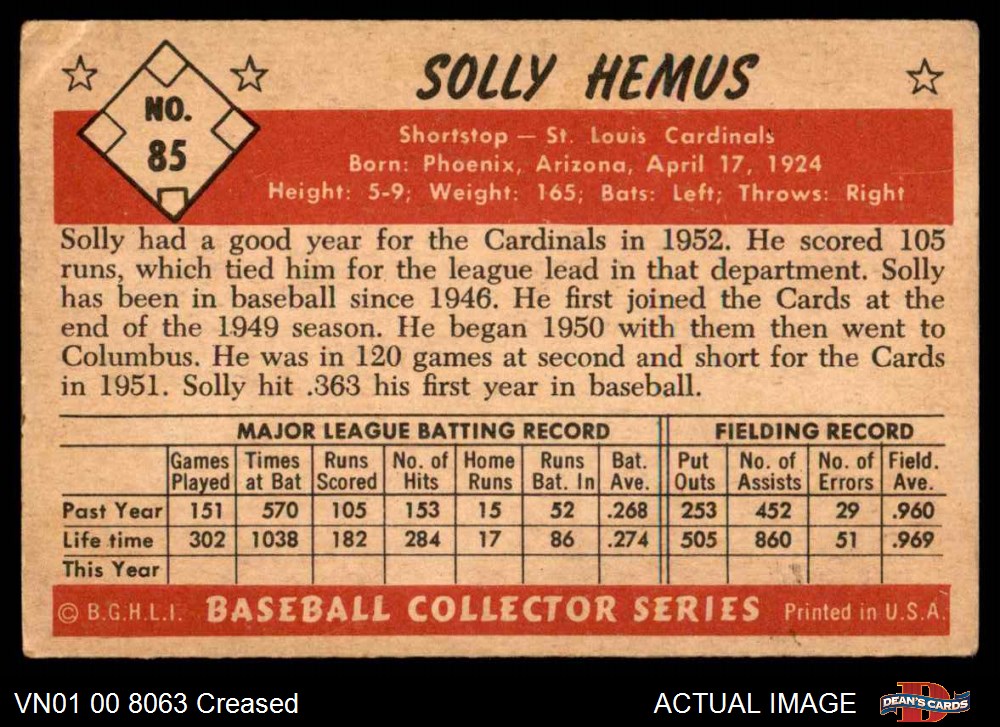 SOLLY HEMUS
NO.
85
Shortstop — St. Louis Cardinals
Born: Phoenix, Arizona, April 17, 1924
Height: 5-9; Weight: 165; Bats: Left; Throws: Right
Solly had a good year for the Cardinals in 1952. He scored 105
runs, which tied him for the league lead in that department. Solly
has been in baseball since 1946. He first joined the Cards at the
end of the 1949 season. He began 1950 with them then went to
Columbus. He was in 120 games at second and short for the Cards
in 1951. Solly hit .363 his first year in baseball.
MAJOR LEAGUE BATTING RECORD FIELDING RECORD
Games Times Runs No. of Home Runs Bat. Put No. of No. of Field.
Played at Bat Scored Hits Runs Bat. In Ave. Outs Assists Errors Ave.
Past Year 151 570 105 153 15 52 .268 253 452 29 .960
Life time 302 1038 182 284 17 86 .274 505 860 51 .969
This Year
© B.G.H.L.I. BASEBALL COLLECTOR SERIES Printed in U.S.A.
VN01 00 8063 Creased ACTUAL IMAGE DEAN'S CARDS